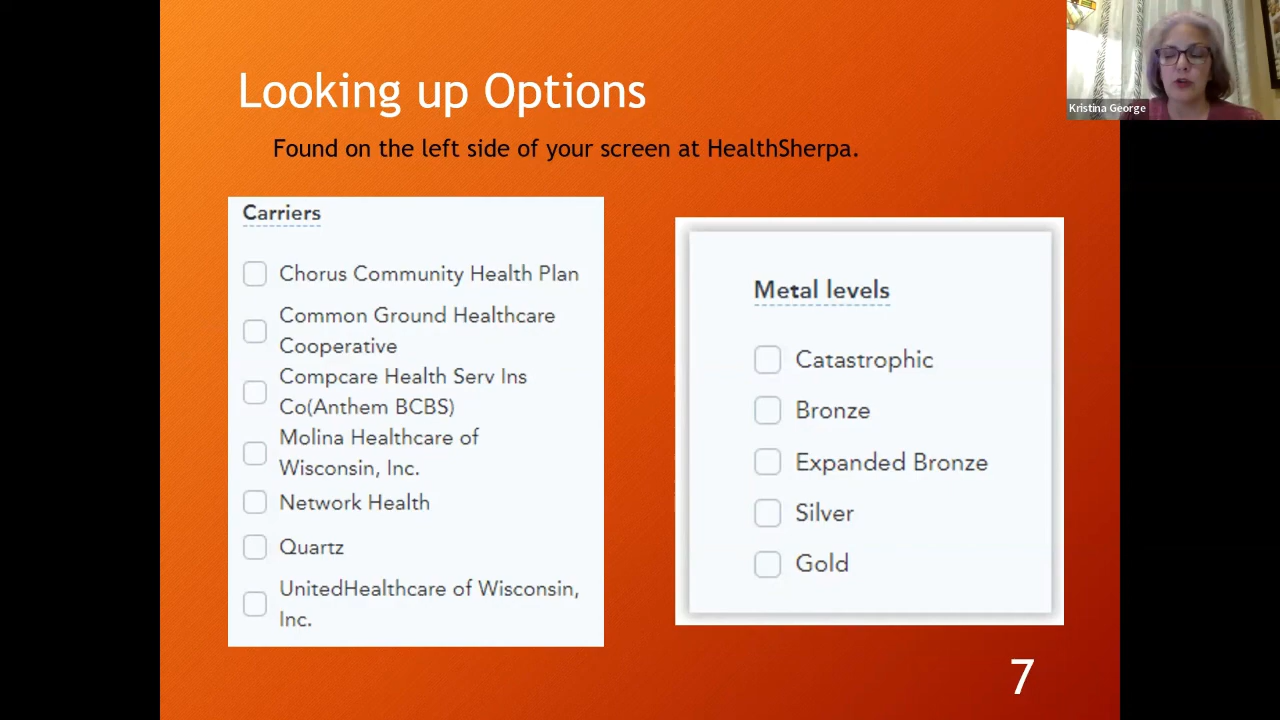 Looking up Options
Found on the left side of your screen at HealthSherpa.
Carriers
Chorus Community Health Plan
Common Ground Healthcare
Cooperative
Compcare Health Serv Ins
Co(Anthem BCBS)
Molina Healthcare of
Wisconsin, Inc.
Network Health
Quartz
UnitedHealthcare of Wisconsin,
Inc.
Metal levels
Catastrophic
Bronze
Expanded Bronze
Silver
Gold
7
Kristina George